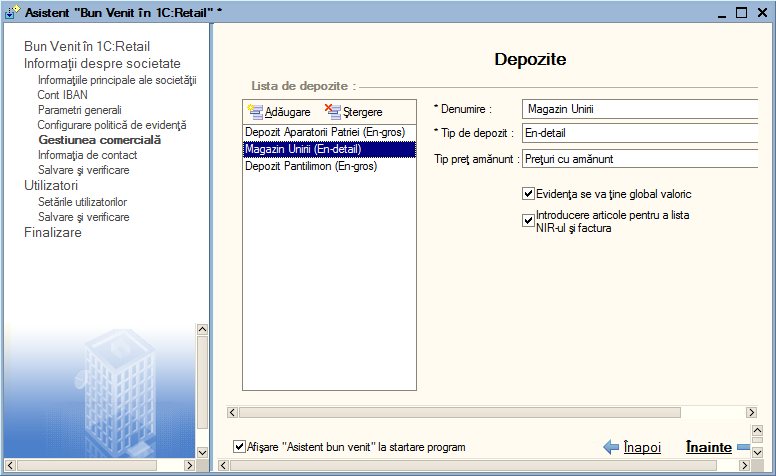 Asistent "Bun Venit în 1C:Retail" *
Bun Venit în 1C:Retail
Informaţii despre societate
Informaţiile principale ale societăţii
Cont IBAN
Parametri generali
Configurare politică de evidenţă
Gestiunea comercială
Informaţia de contact
Salvare şi verificare
Utilizatori
Setările utilizatorilor
Salvare şi verificare
Finalizare
Depozite
Lista de depozite :
Adăugare Ştergere
Depozit Aparatorii Patriei (En-gros)
Magazin Unirii (En-detail)
Depozit Pantilimon (En-gros)
* Denumire : Magazin Unirii
* Tip de depozit : En-detail
Tip preţ amănunt : Preţuri cu amănunt
Evidenţa se va ţine global valoric
Introducere articole pentru a lista
NIR-ul şi factura
Afişare "Asistent bun venit" la startare program
Înapoi Înainte